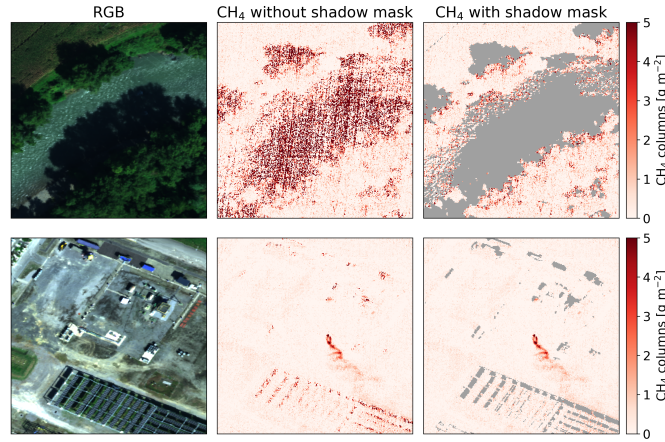 RGB
CH₄ without shadow mask
CH₄ with shadow mask
5
4
3
2
1
0
CH₄ columns [g m⁻²]
5
4
3
2
1
0
CH₄ columns [g m⁻²]